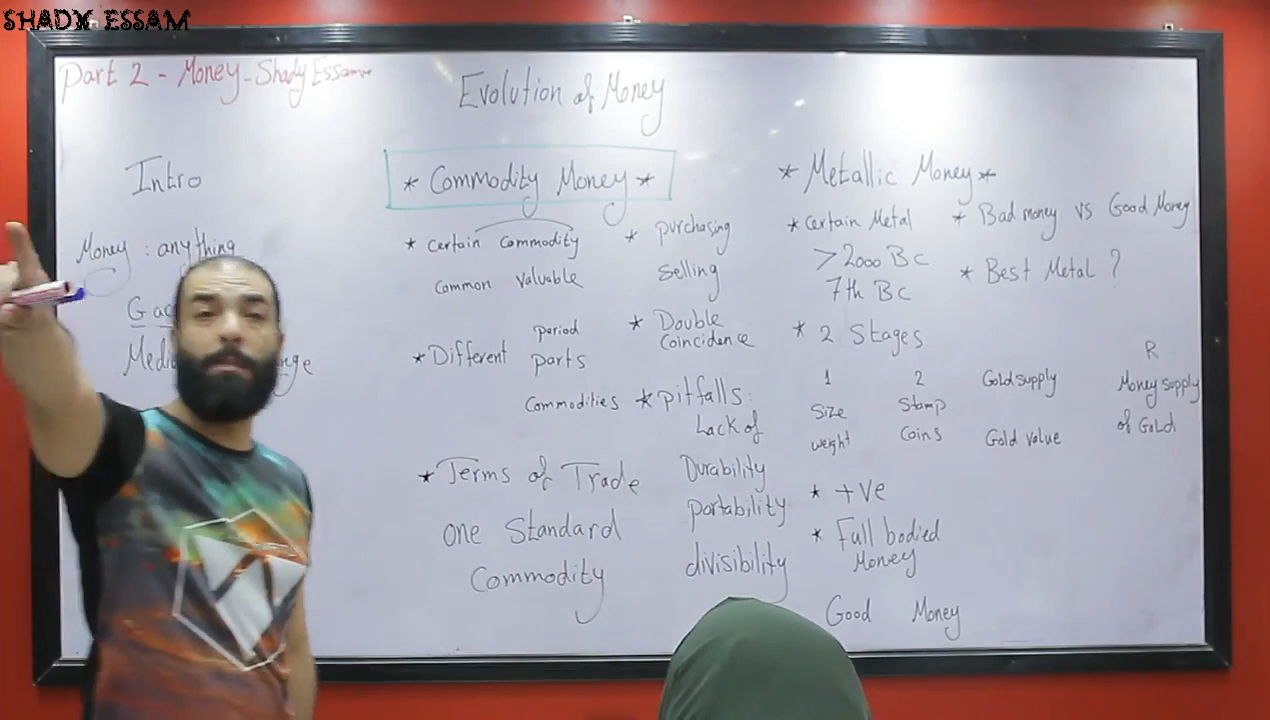 SHADY ESSAM
Part 2 - Money - Shady Essam
Evolution of Money
Intro
Money : anything
* Commodity Money *
* Certain Commodity
Common Valuable
* Different
period
parts
Commodities
* Terms of Trade
one Standard
Commodity
* purchasing
selling
* Double
Coincidence
* pitfalls:
Lack of
Durability
portability
divisibility
* Metallic Money *
* Certain Metal
> 2000 BC
7th BC
* 2 Stages
1
Size
weight
2
Stamp
Coins
* +ve
* Full bodied
Money
Good Money
* Bad money vs Good Money
* Best Metal ?
Gold supply
Gold value
R
Money supply
of Gold